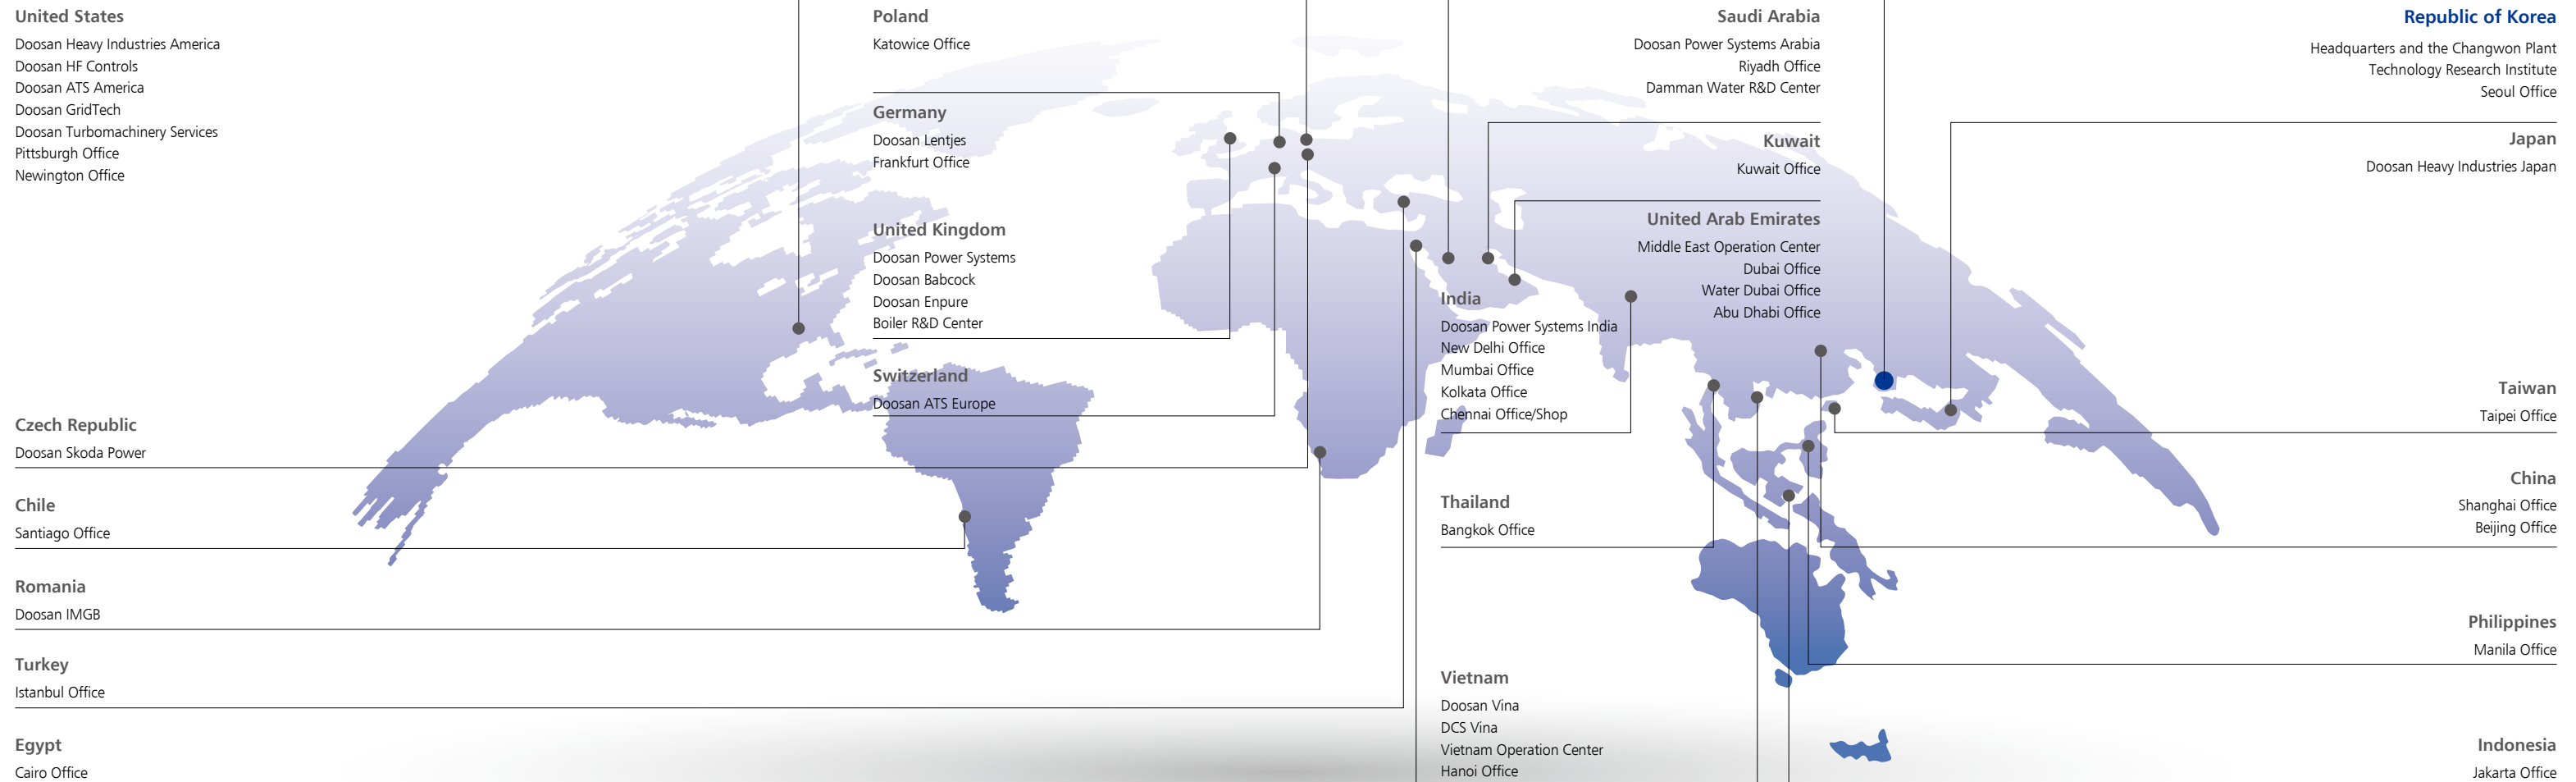 United States
Doosan Heavy Industries America
Doosan HF Controls
Doosan ATS America
Doosan GridTech
Doosan Turbomachinery Services
Pittsburgh Office
Newington Office
Czech Republic
Doosan Skoda Power
Chile
Santiago Office
Romania
Doosan IMGB
Turkey
Istanbul Office
Egypt
Cairo Office
Poland
Katowice Office
Germany
Doosan Lentjes
Frankfurt Office
United Kingdom
Doosan Power Systems
Doosan Babcock
Doosan Enpure
Boiler R&D Center
Switzerland
Doosan ATS Europe
Saudi Arabia
Doosan Power Systems Arabia
Riyadh Office
Damman Water R&D Center
Kuwait
Kuwait Office
United Arab Emirates
Middle East Operation Center
Dubai Office
Water Dubai Office
Abu Dhabi Office
India
Doosan Power Systems India
New Delhi Office
Mumbai Office
Kolkata Office
Chennai Office/Shop
Thailand
Bangkok Office
Vietnam
Doosan Vina
DCS Vina
Vietnam Operation Center
Hanoi Office
Republic of Korea
Headquarters and the Changwon Plant
Technology Research Institute
Seoul Office
Japan
Doosan Heavy Industries Japan
Taiwan
Taipei Office
China
Shanghai Office
Beijing Office
Philippines
Manila Office
Indonesia
Jakarta Office